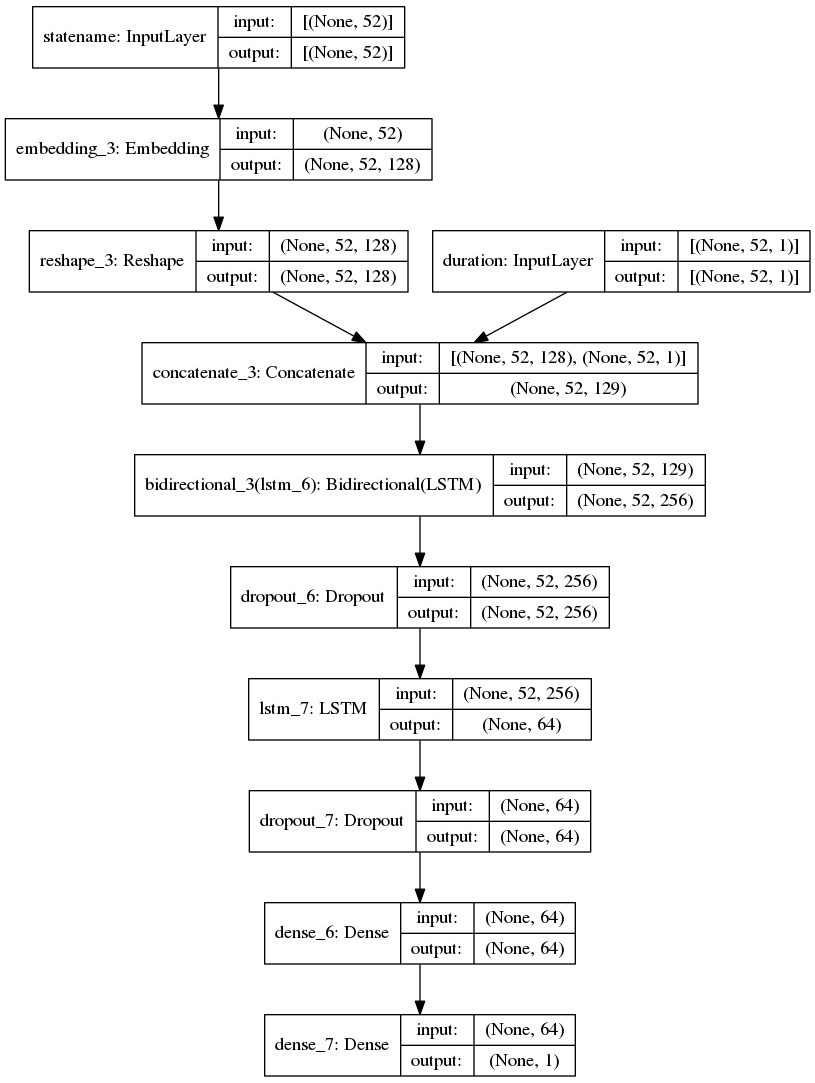 statename: InputLayer
input: [(None, 52)]
output: [(None, 52)]
embedding_3: Embedding
input: (None, 52)
output: (None, 52, 128)
reshape_3: Reshape
input: (None, 52, 128)
output: (None, 52, 128)
duration: InputLayer
input: [(None, 52, 1)]
output: [(None, 52, 1)]
concatenate_3: Concatenate
input: [(None, 52, 128), (None, 52, 1)]
output: (None, 52, 129)
bidirectional_3(lstm_6): Bidirectional(LSTM)
input: (None, 52, 129)
output: (None, 52, 256)
dropout_6: Dropout
input: (None, 52, 256)
output: (None, 52, 256)
lstm_7: LSTM
input: (None, 52, 256)
output: (None, 64)
dropout_7: Dropout
input: (None, 64)
output: (None, 64)
dense_6: Dense
input: (None, 64)
output: (None, 64)
dense_7: Dense
input: (None, 64)
output: (None, 1)